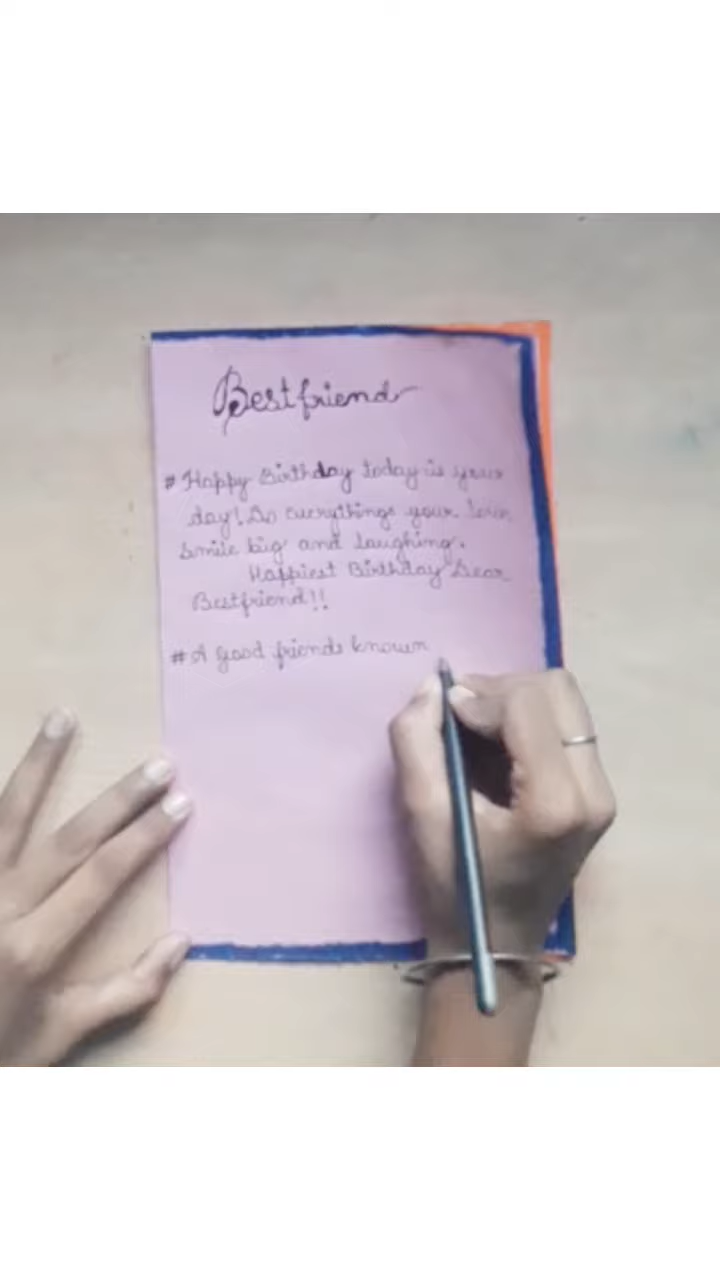 Bestfriend
# Happy Birthday today is your
day! Do everythings your love,
Smile big and laughing.
Happiest Birthday Dear
Bestfriend!!
# A good friends known